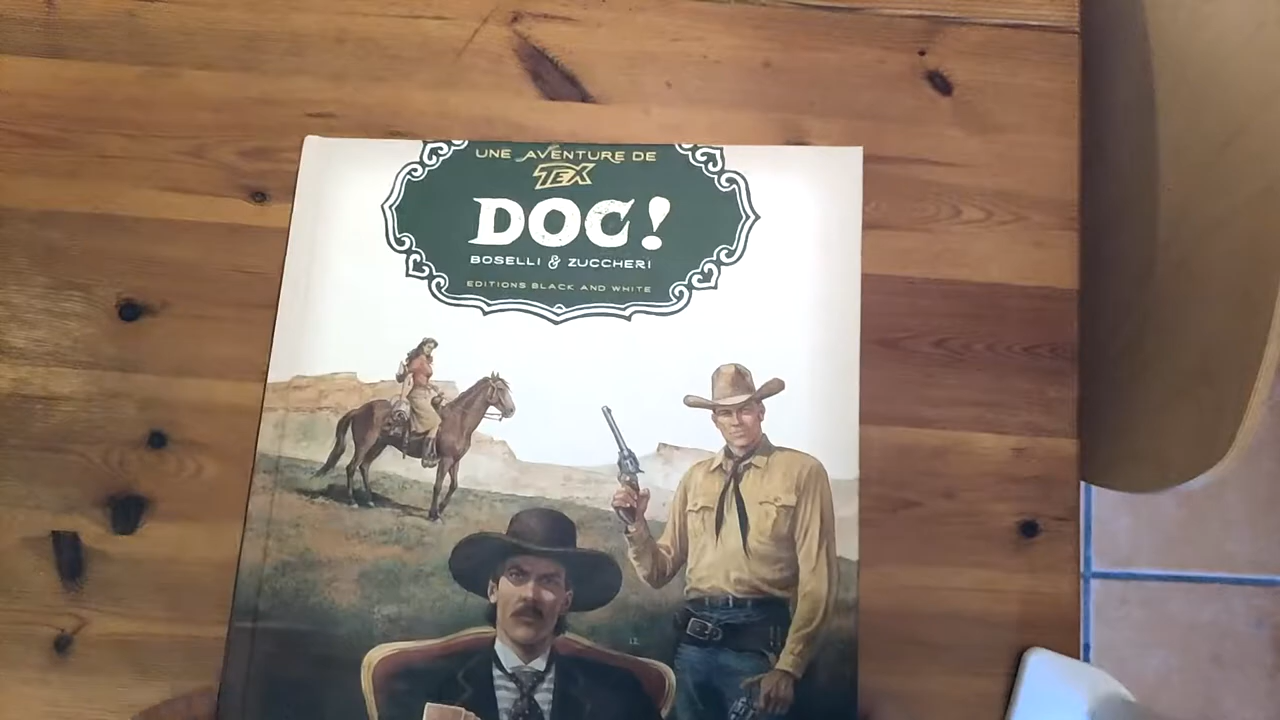 UNE AVENTURE DE
TEX
DOC!
BOSELLI & ZUCCHERI
EDITIONS BLACK AND WHITE